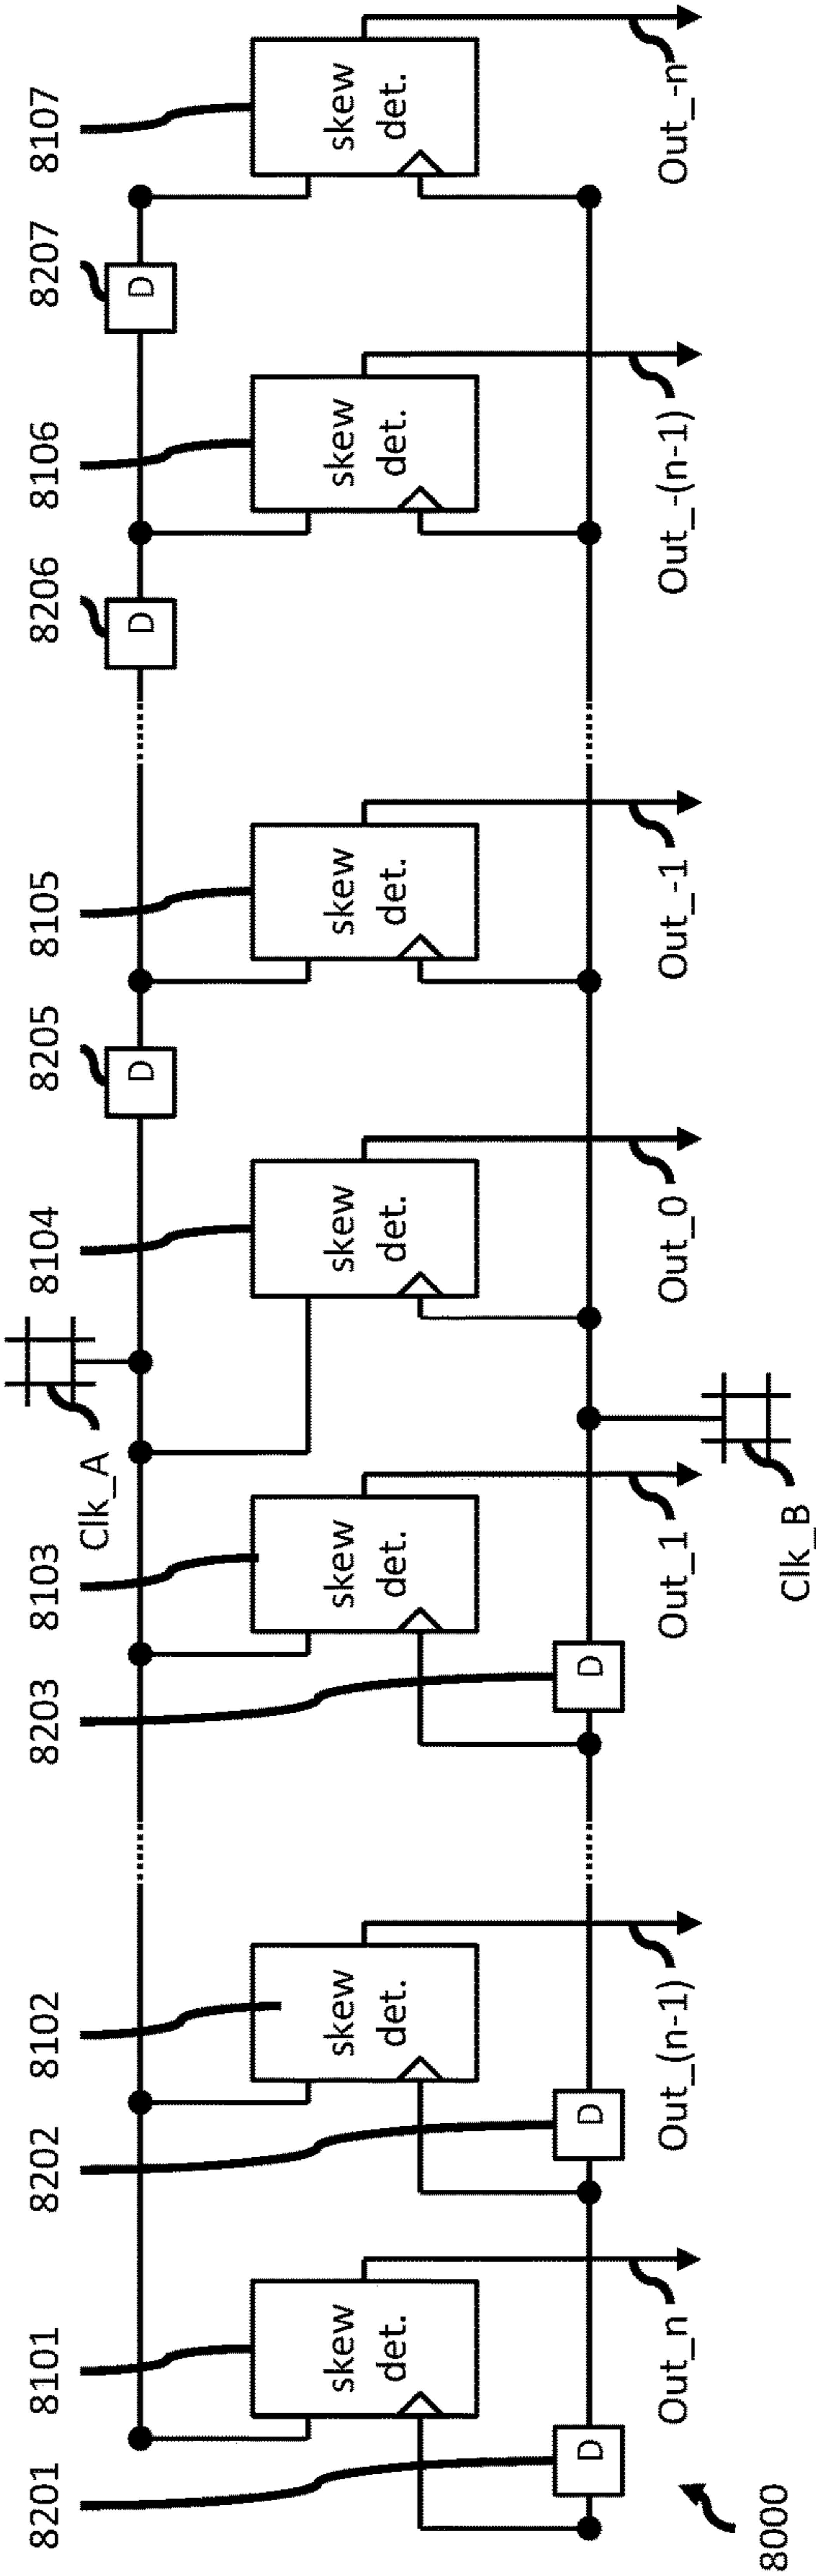 8201
8101
8202
8102
8203
8103
Clk_A
8104
8205
8105
8206
8106
8207
8107
skew
det.
skew
det.
skew
det.
skew
det.
skew
det.
skew
det.
skew
det.
D
D
D
D
D
D
Out_n
Out_(n-1)
Out_1
Out_0
Out_-1
Out_-(n-1)
Out_-n
8000
Clk_B